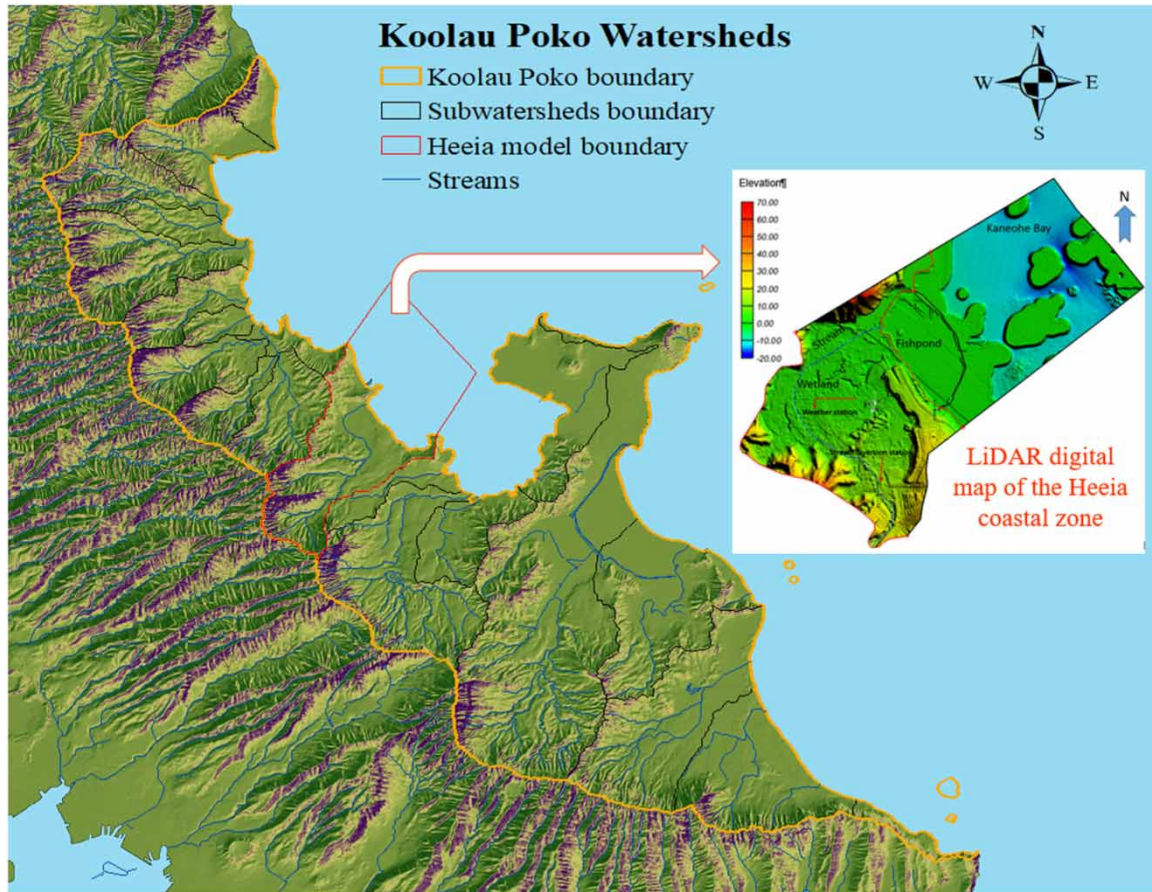 Koolau Poko Watersheds
Koolau Poko boundary
Subwatersheds boundary
Heeia model boundary
Streams
N
W
E
S
Elevation¶
70.00
60.00
50.00
40.00
30.00
20.00
10.00
0.00
-10.00
-20.00
N
Kaneohe Bay
Stream
Fishpond
Wetland
Weather station
station
LiDAR digital
map of the Heeia
coastal zone